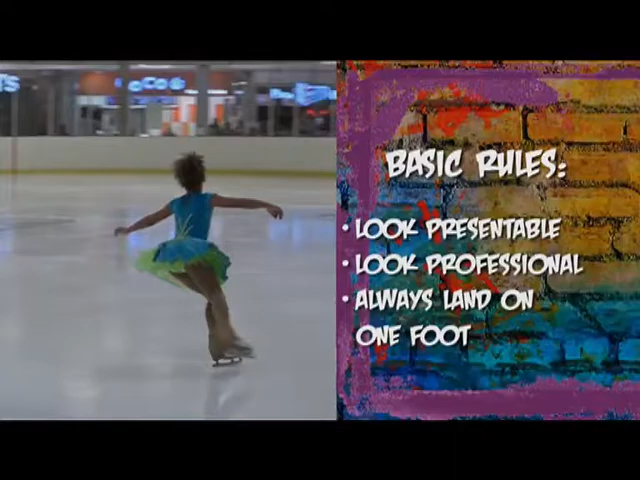 BASIC RULES:
• LOOK PRESENTABLE
• LOOK PROFESSIONAL
• ALWAYS LAND ON
ONE FOOT